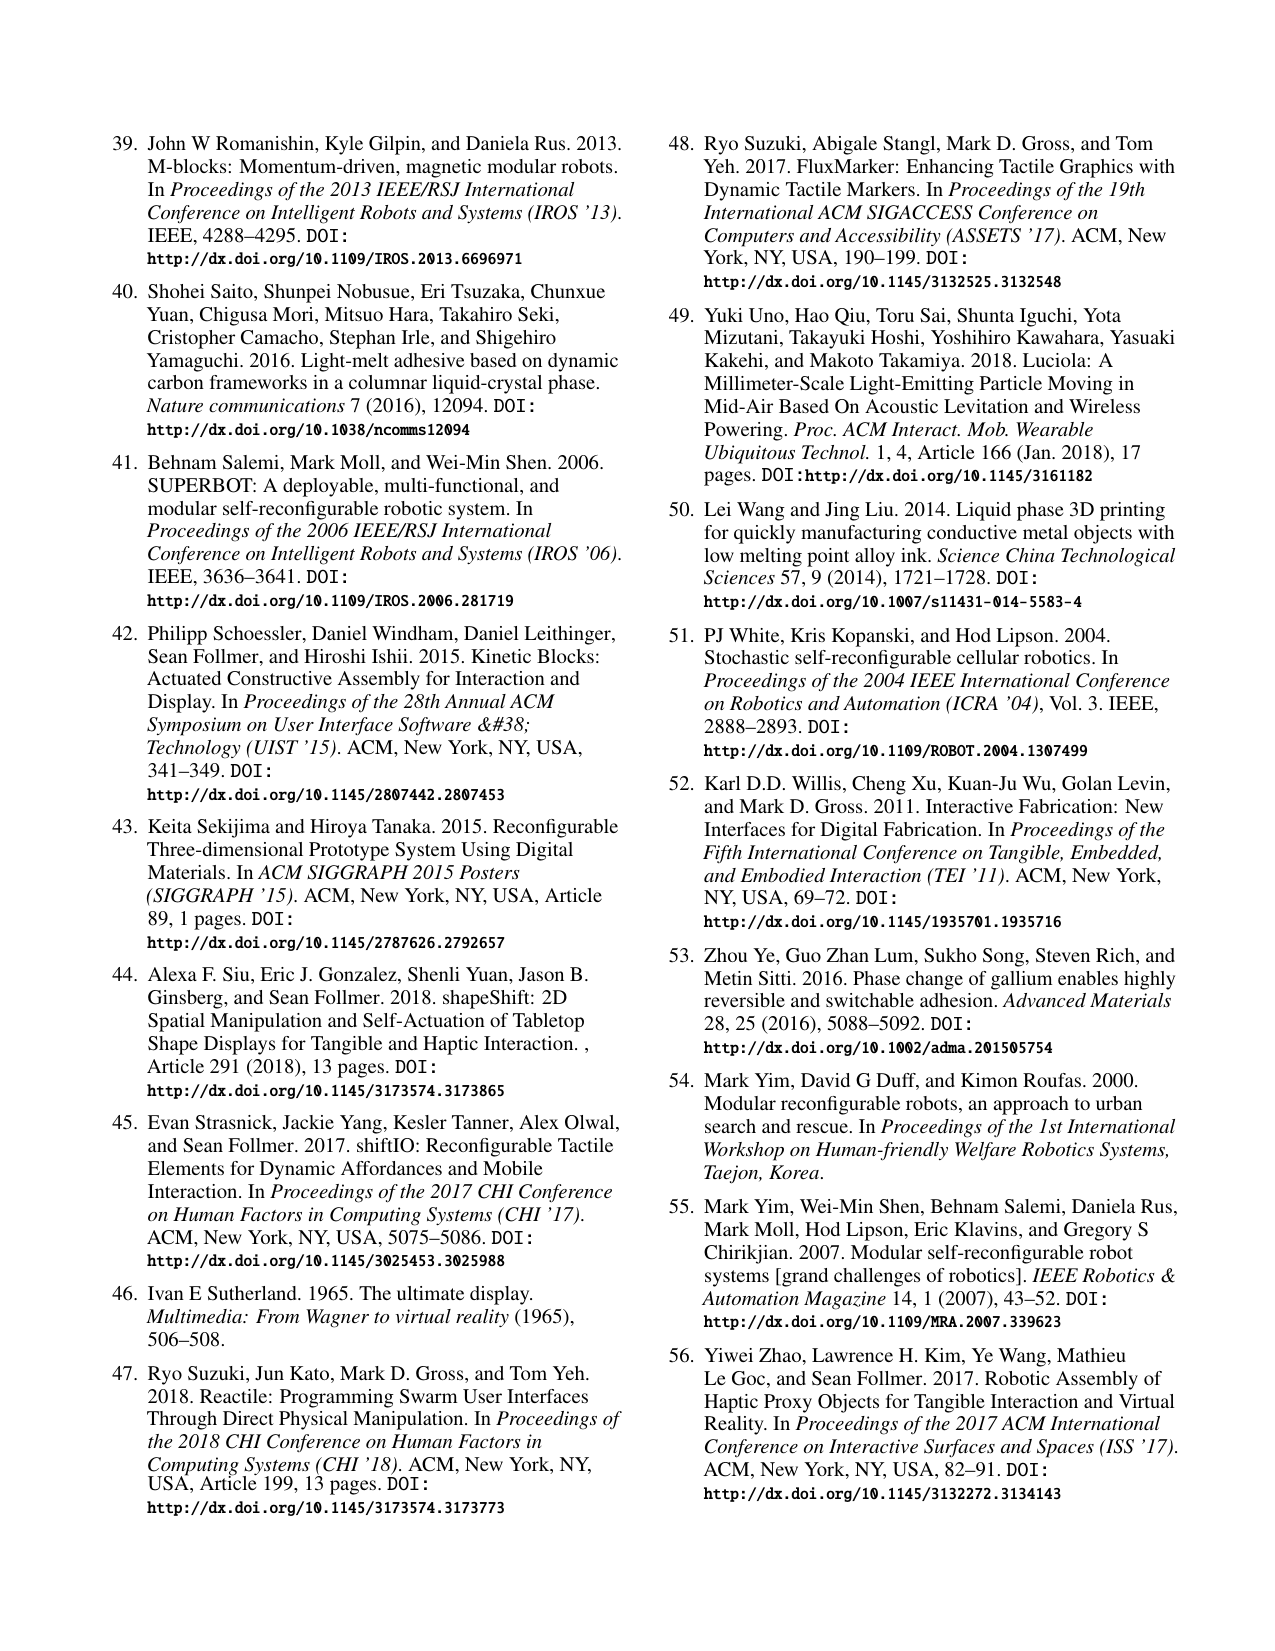 39. John W Romanishin, Kyle Gilpin, and Daniela Rus. 2013.
M-blocks: Momentum-driven, magnetic modular robots.
In Proceedings of the 2013 IEEE/RSJ International
Conference on Intelligent Robots and Systems (IROS ’13).
IEEE, 4288–4295. DOI:
http://dx.doi.org/10.1109/IROS.2013.6696971
40. Shohei Saito, Shunpei Nobusue, Eri Tsuzaka, Chunxue
Yuan, Chigusa Mori, Mitsuo Hara, Takahiro Seki,
Cristopher Camacho, Stephan Irle, and Shigehiro
Yamaguchi. 2016. Light-melt adhesive based on dynamic
carbon frameworks in a columnar liquid-crystal phase.
Nature communications 7 (2016), 12094. DOI:
http://dx.doi.org/10.1038/ncomms12094
41. Behnam Salemi, Mark Moll, and Wei-Min Shen. 2006.
SUPERBOT: A deployable, multi-functional, and
modular self-reconfigurable robotic system. In
Proceedings of the 2006 IEEE/RSJ International
Conference on Intelligent Robots and Systems (IROS ’06).
IEEE, 3636–3641. DOI:
http://dx.doi.org/10.1109/IROS.2006.281719
42. Philipp Schoessler, Daniel Windham, Daniel Leithinger,
Sean Follmer, and Hiroshi Ishii. 2015. Kinetic Blocks:
Actuated Constructive Assembly for Interaction and
Display. In Proceedings of the 28th Annual ACM
Symposium on User Interface Software &#38;
Technology (UIST ’15). ACM, New York, NY, USA,
341–349. DOI:
http://dx.doi.org/10.1145/2807442.2807453
43. Keita Sekijima and Hiroya Tanaka. 2015. Reconfigurable
Three-dimensional Prototype System Using Digital
Materials. In ACM SIGGRAPH 2015 Posters
(SIGGRAPH ’15). ACM, New York, NY, USA, Article
89, 1 pages. DOI:
http://dx.doi.org/10.1145/2787626.2792657
44. Alexa F. Siu, Eric J. Gonzalez, Shenli Yuan, Jason B.
Ginsberg, and Sean Follmer. 2018. shapeShift: 2D
Spatial Manipulation and Self-Actuation of Tabletop
Shape Displays for Tangible and Haptic Interaction. ,
Article 291 (2018), 13 pages. DOI:
http://dx.doi.org/10.1145/3173574.3173865
45. Evan Strasnick, Jackie Yang, Kesler Tanner, Alex Olwal,
and Sean Follmer. 2017. shiftIO: Reconfigurable Tactile
Elements for Dynamic Affordances and Mobile
Interaction. In Proceedings of the 2017 CHI Conference
on Human Factors in Computing Systems (CHI ’17).
ACM, New York, NY, USA, 5075–5086. DOI:
http://dx.doi.org/10.1145/3025453.3025988
46. Ivan E Sutherland. 1965. The ultimate display.
Multimedia: From Wagner to virtual reality (1965),
506–508.
47. Ryo Suzuki, Jun Kato, Mark D. Gross, and Tom Yeh.
2018. Reactile: Programming Swarm User Interfaces
Through Direct Physical Manipulation. In Proceedings of
the 2018 CHI Conference on Human Factors in
Computing Systems (CHI ’18). ACM, New York, NY,
USA, Article 199, 13 pages. DOI:
http://dx.doi.org/10.1145/3173574.3173773
48. Ryo Suzuki, Abigale Stangl, Mark D. Gross, and Tom
Yeh. 2017. FluxMarker: Enhancing Tactile Graphics with
Dynamic Tactile Markers. In Proceedings of the 19th
International ACM SIGACCESS Conference on
Computers and Accessibility (ASSETS ’17). ACM, New
York, NY, USA, 190–199. DOI:
http://dx.doi.org/10.1145/3132525.3132548
49. Yuki Uno, Hao Qiu, Toru Sai, Shunta Iguchi, Yota
Mizutani, Takayuki Hoshi, Yoshihiro Kawahara, Yasuaki
Kakehi, and Makoto Takamiya. 2018. Luciola: A
Millimeter-Scale Light-Emitting Particle Moving in
Mid-Air Based On Acoustic Levitation and Wireless
Powering. Proc. ACM Interact. Mob. Wearable
Ubiquitous Technol. 1, 4, Article 166 (Jan. 2018), 17
pages. DOI:http://dx.doi.org/10.1145/3161182
50. Lei Wang and Jing Liu. 2014. Liquid phase 3D printing
for quickly manufacturing conductive metal objects with
low melting point alloy ink. Science China Technological
Sciences 57, 9 (2014), 1721–1728. DOI:
http://dx.doi.org/10.1007/s11431-014-5583-4
51. PJ White, Kris Kopanski, and Hod Lipson. 2004.
Stochastic self-reconfigurable cellular robotics. In
Proceedings of the 2004 IEEE International Conference
on Robotics and Automation (ICRA ’04), Vol. 3. IEEE,
2888–2893. DOI:
http://dx.doi.org/10.1109/ROBOT.2004.1307499
52. Karl D.D. Willis, Cheng Xu, Kuan-Ju Wu, Golan Levin,
and Mark D. Gross. 2011. Interactive Fabrication: New
Interfaces for Digital Fabrication. In Proceedings of the
Fifth International Conference on Tangible, Embedded,
and Embodied Interaction (TEI ’11). ACM, New York,
NY, USA, 69–72. DOI:
http://dx.doi.org/10.1145/1935701.1935716
53. Zhou Ye, Guo Zhan Lum, Sukho Song, Steven Rich, and
Metin Sitti. 2016. Phase change of gallium enables highly
reversible and switchable adhesion. Advanced Materials
28, 25 (2016), 5088–5092. DOI:
http://dx.doi.org/10.1002/adma.201505754
54. Mark Yim, David G Duff, and Kimon Roufas. 2000.
Modular reconfigurable robots, an approach to urban
search and rescue. In Proceedings of the 1st International
Workshop on Human-friendly Welfare Robotics Systems,
Taejon, Korea.
55. Mark Yim, Wei-Min Shen, Behnam Salemi, Daniela Rus,
Mark Moll, Hod Lipson, Eric Klavins, and Gregory S
Chirikjian. 2007. Modular self-reconfigurable robot
systems [grand challenges of robotics]. IEEE Robotics &
Automation Magazine 14, 1 (2007), 43–52. DOI:
http://dx.doi.org/10.1109/MRA.2007.339623
56. Yiwei Zhao, Lawrence H. Kim, Ye Wang, Mathieu
Le Goc, and Sean Follmer. 2017. Robotic Assembly of
Haptic Proxy Objects for Tangible Interaction and Virtual
Reality. In Proceedings of the 2017 ACM International
Conference on Interactive Surfaces and Spaces (ISS ’17).
ACM, New York, NY, USA, 82–91. DOI:
http://dx.doi.org/10.1145/3132272.3134143